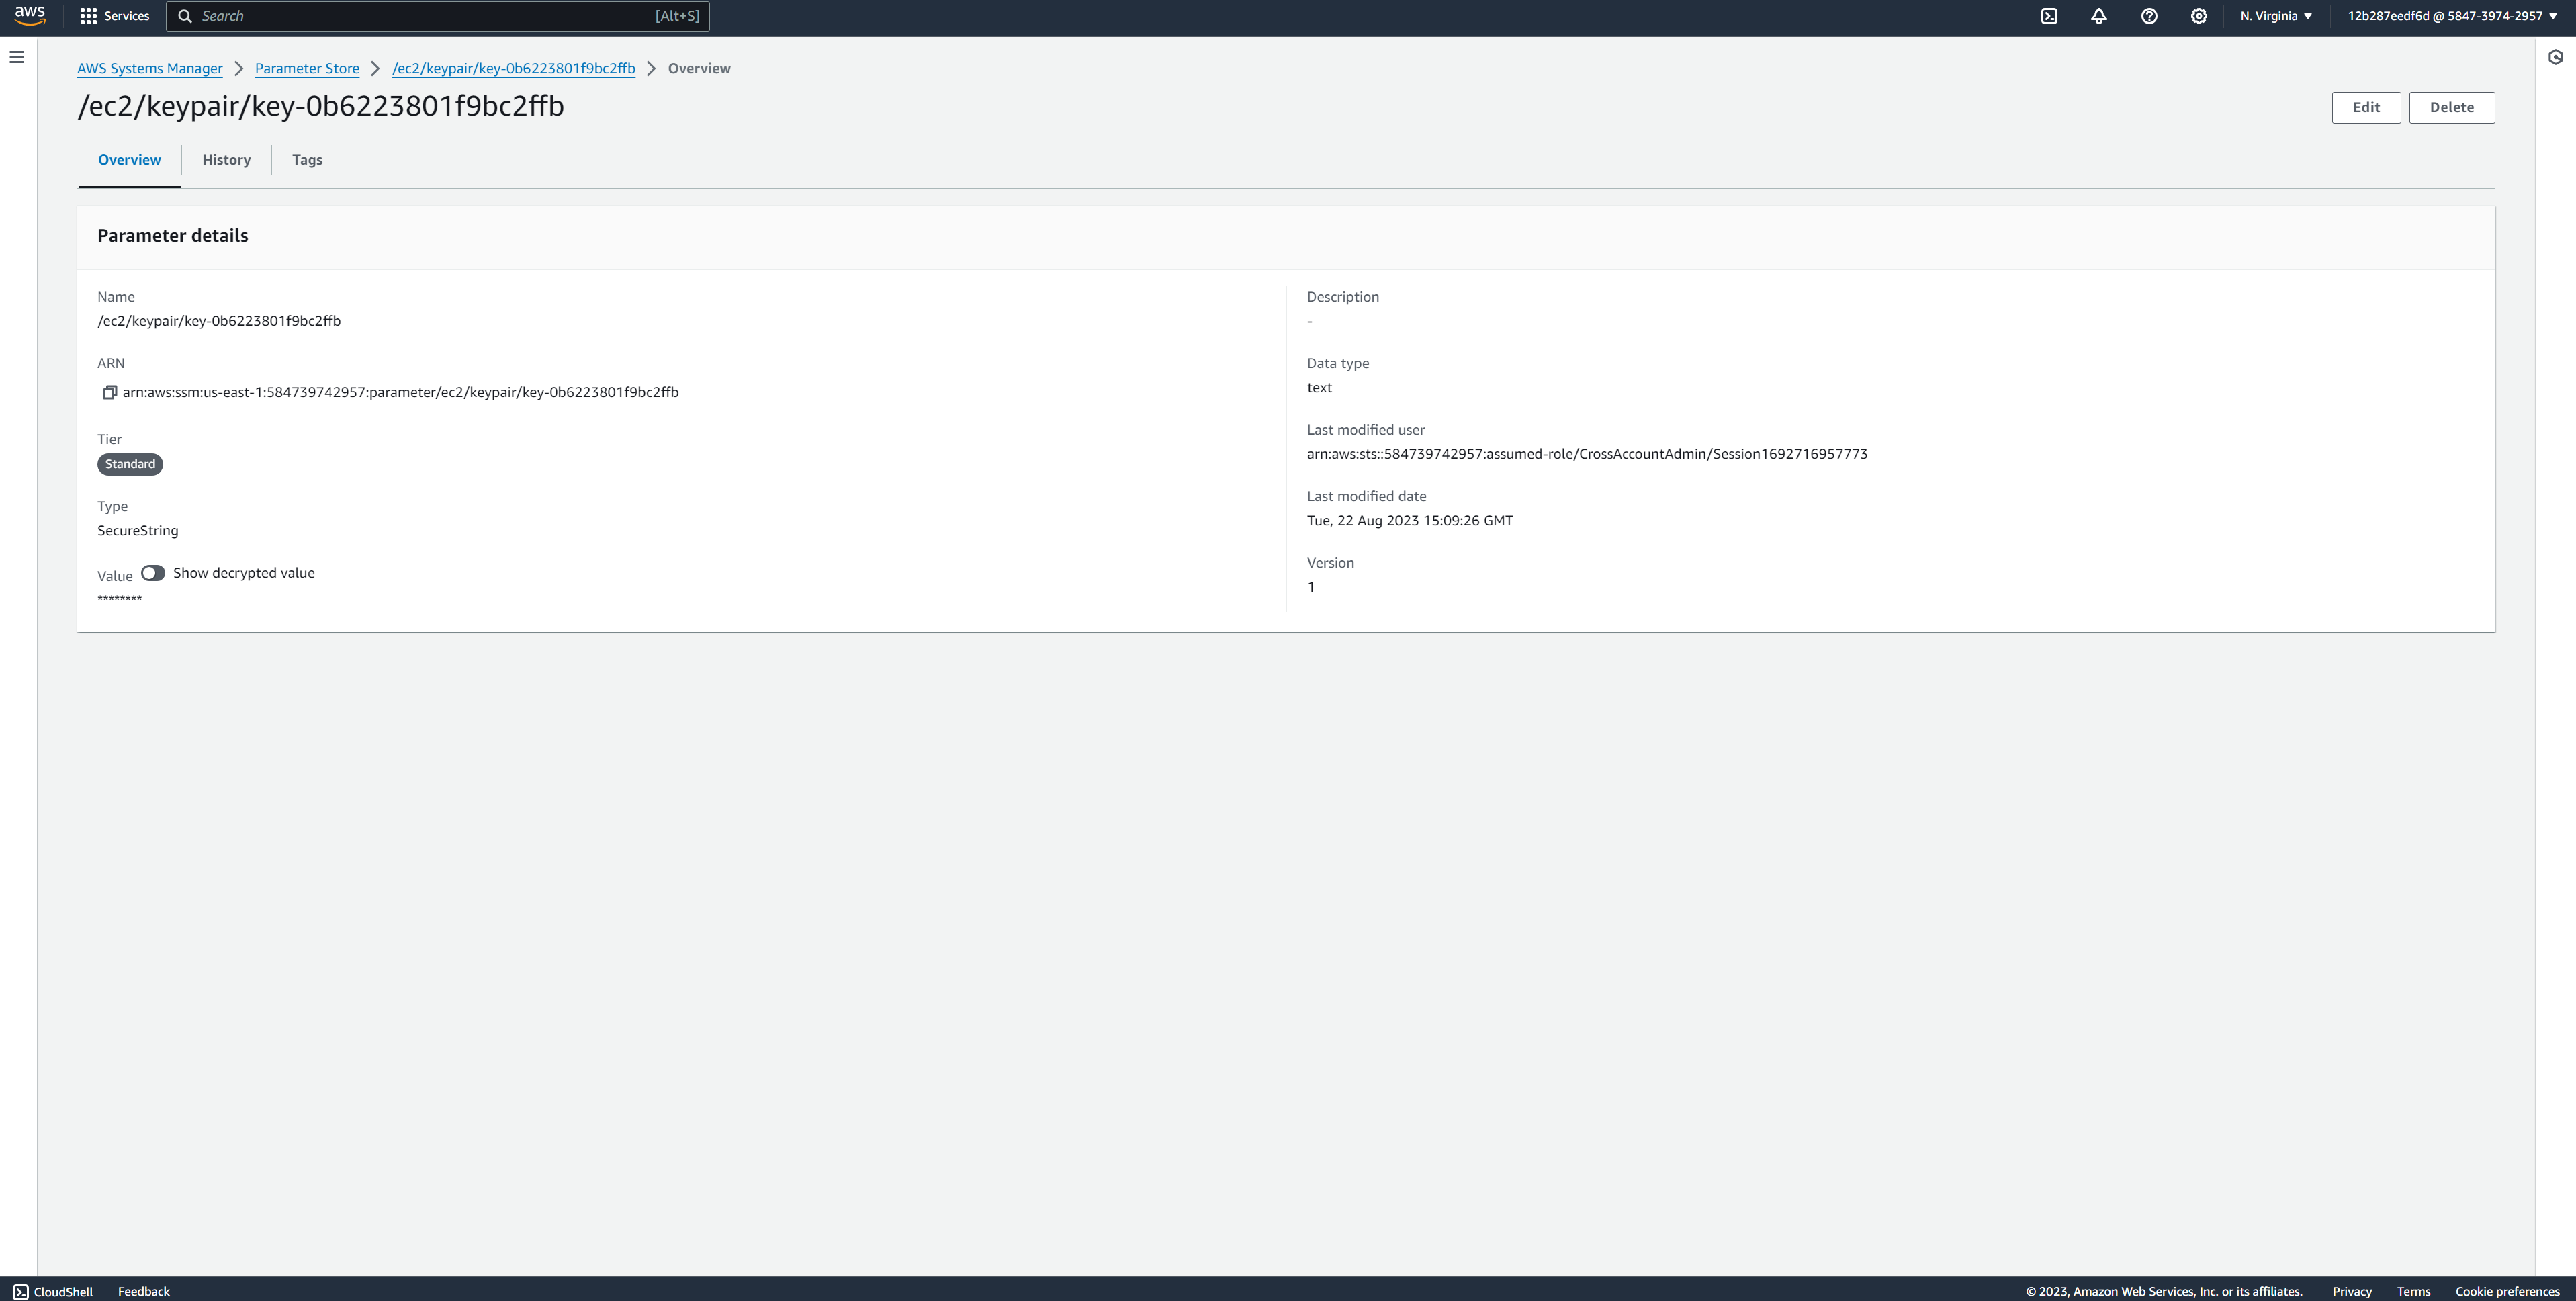 aws Services Search [Alt+S] N. Virginia 12b287eedf6d @ 5847-3974-2957
AWS Systems Manager Parameter Store /ec2/keypair/key-0b6223801f9bc2ffb Overview
/ec2/keypair/key-0b6223801f9bc2ffb
Edit Delete
Overview History Tags
Parameter details
Name
/ec2/keypair/key-0b6223801f9bc2ffb
ARN
arn:aws:ssm:us-east-1:584739742957:parameter/ec2/keypair/key-0b6223801f9bc2ffb
Tier
Standard
Type
SecureString
Value Show decrypted value
********
Description
-
Data type
text
Last modified user
arn:aws:sts::584739742957:assumed-role/CrossAccountAdmin/Session1692716957773
Last modified date
Tue, 22 Aug 2023 15:09:26 GMT
Version
1
CloudShell Feedback © 2023, Amazon Web Services, Inc. or its affiliates. Privacy Terms Cookie preferences